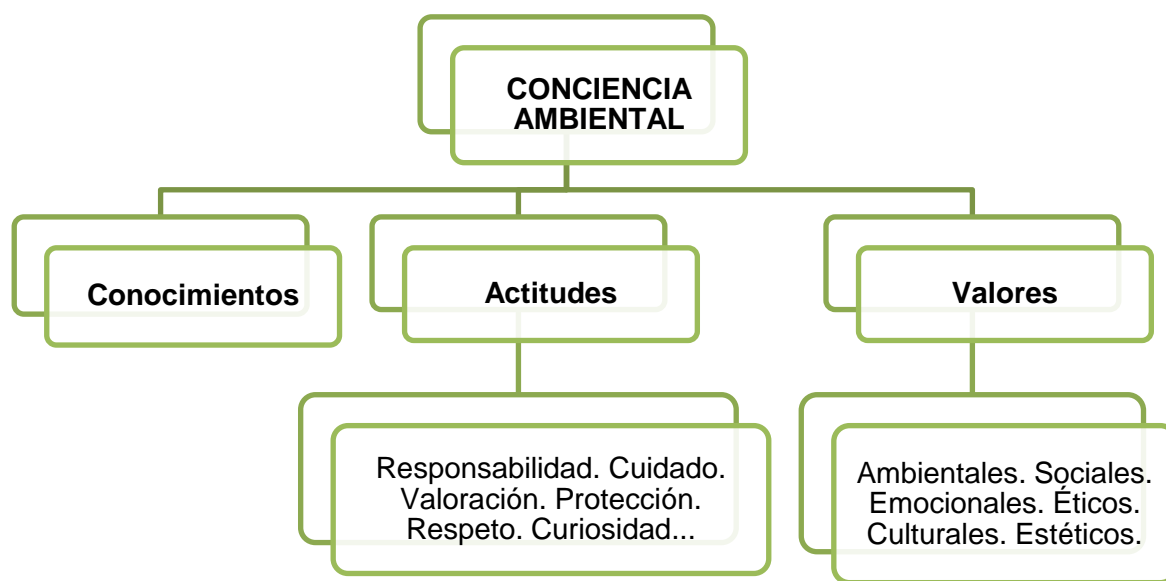 CONCIENCIA
AMBIENTAL
Conocimientos
Actitudes
Valores
Responsabilidad. Cuidado.
Valoración. Protección.
Respeto. Curiosidad...
Ambientales. Sociales.
Emocionales. Éticos.
Culturales. Estéticos.